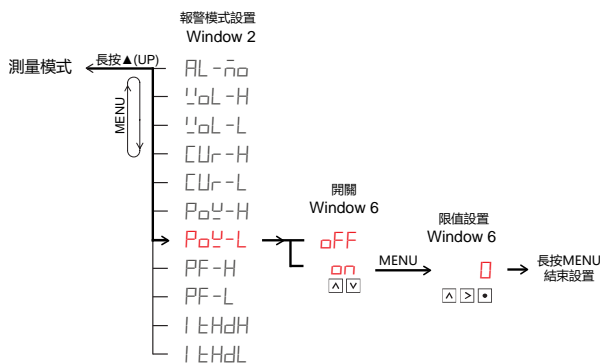 報警模式設置
Window 2
測量模式
長按▲(UP)
MENU
AL-no
VoL-H
VoL-L
CUr-H
CUr-L
PoW-H
PoW-L
PF-H
PF-L
ItHdH
ItHdL
開關
Window 6
oFF
on
MENU
限值設置
Window 6
0
長按MENU
結束設置